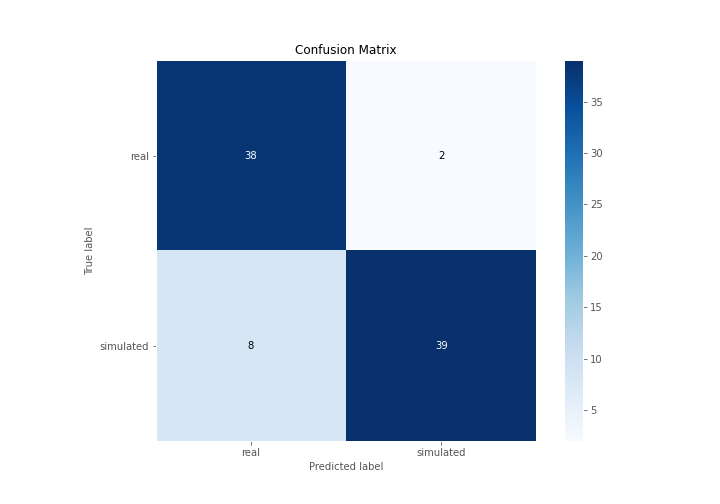 Confusion Matrix
True label
real
38
2
simulated
8
39
real
simulated
Predicted label
35
30
25
20
15
10
5